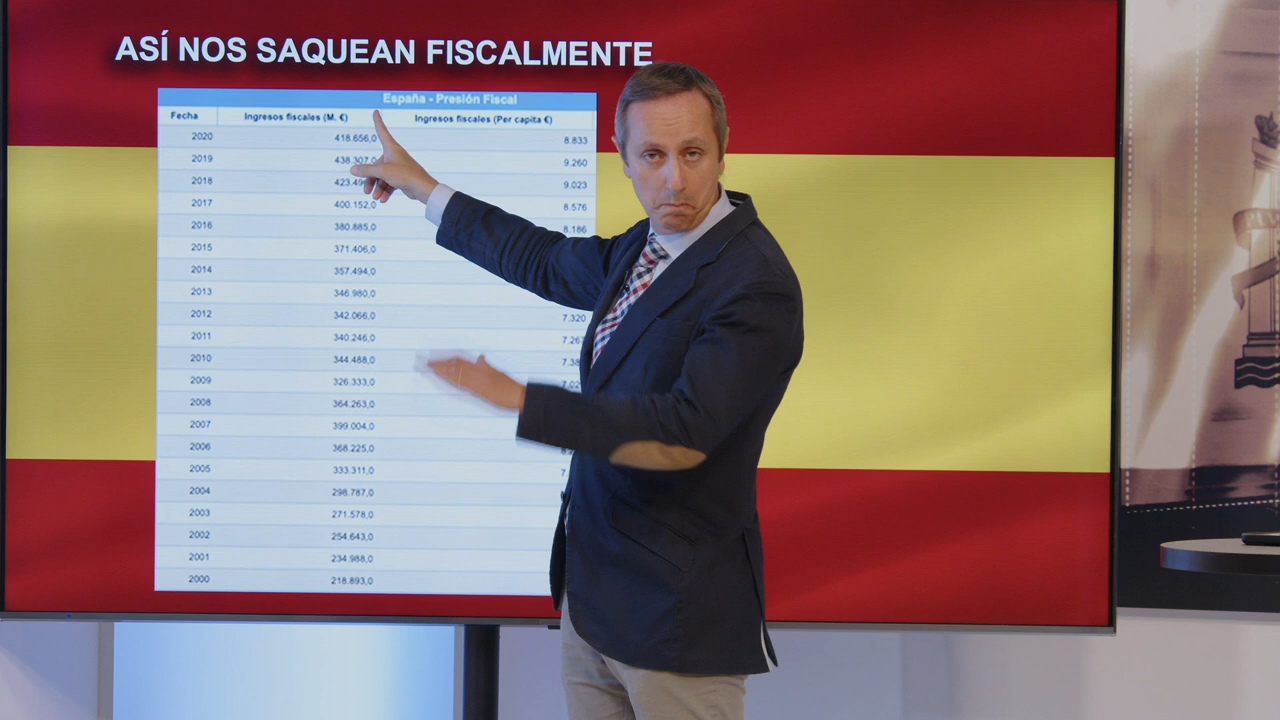 ASÍ NOS SAQUEAN FISCALMENTE
España - Presión Fiscal
Fecha Ingresos fiscales (M. €) Ingresos fiscales (Per capita €)
2020 418.656,0 8.833
2019 438.307,0 9.260
2018 9.023
2017 400.152,0 8.576
2016 380.885,0 8.186
2015 371.406,0
2014 357.494,0
2013 346.980,0
2012 342.066,0 7.320
2011 340.246,0
2010 344.488,0
2009 326.333,0
2008 364.263,0
2007 399.004,0
2006 368.225,0
2005 333.311,0
2004 298.787,0
2003 271.578,0
2002 254.643,0
2001 234.988,0
2000 218.893,0